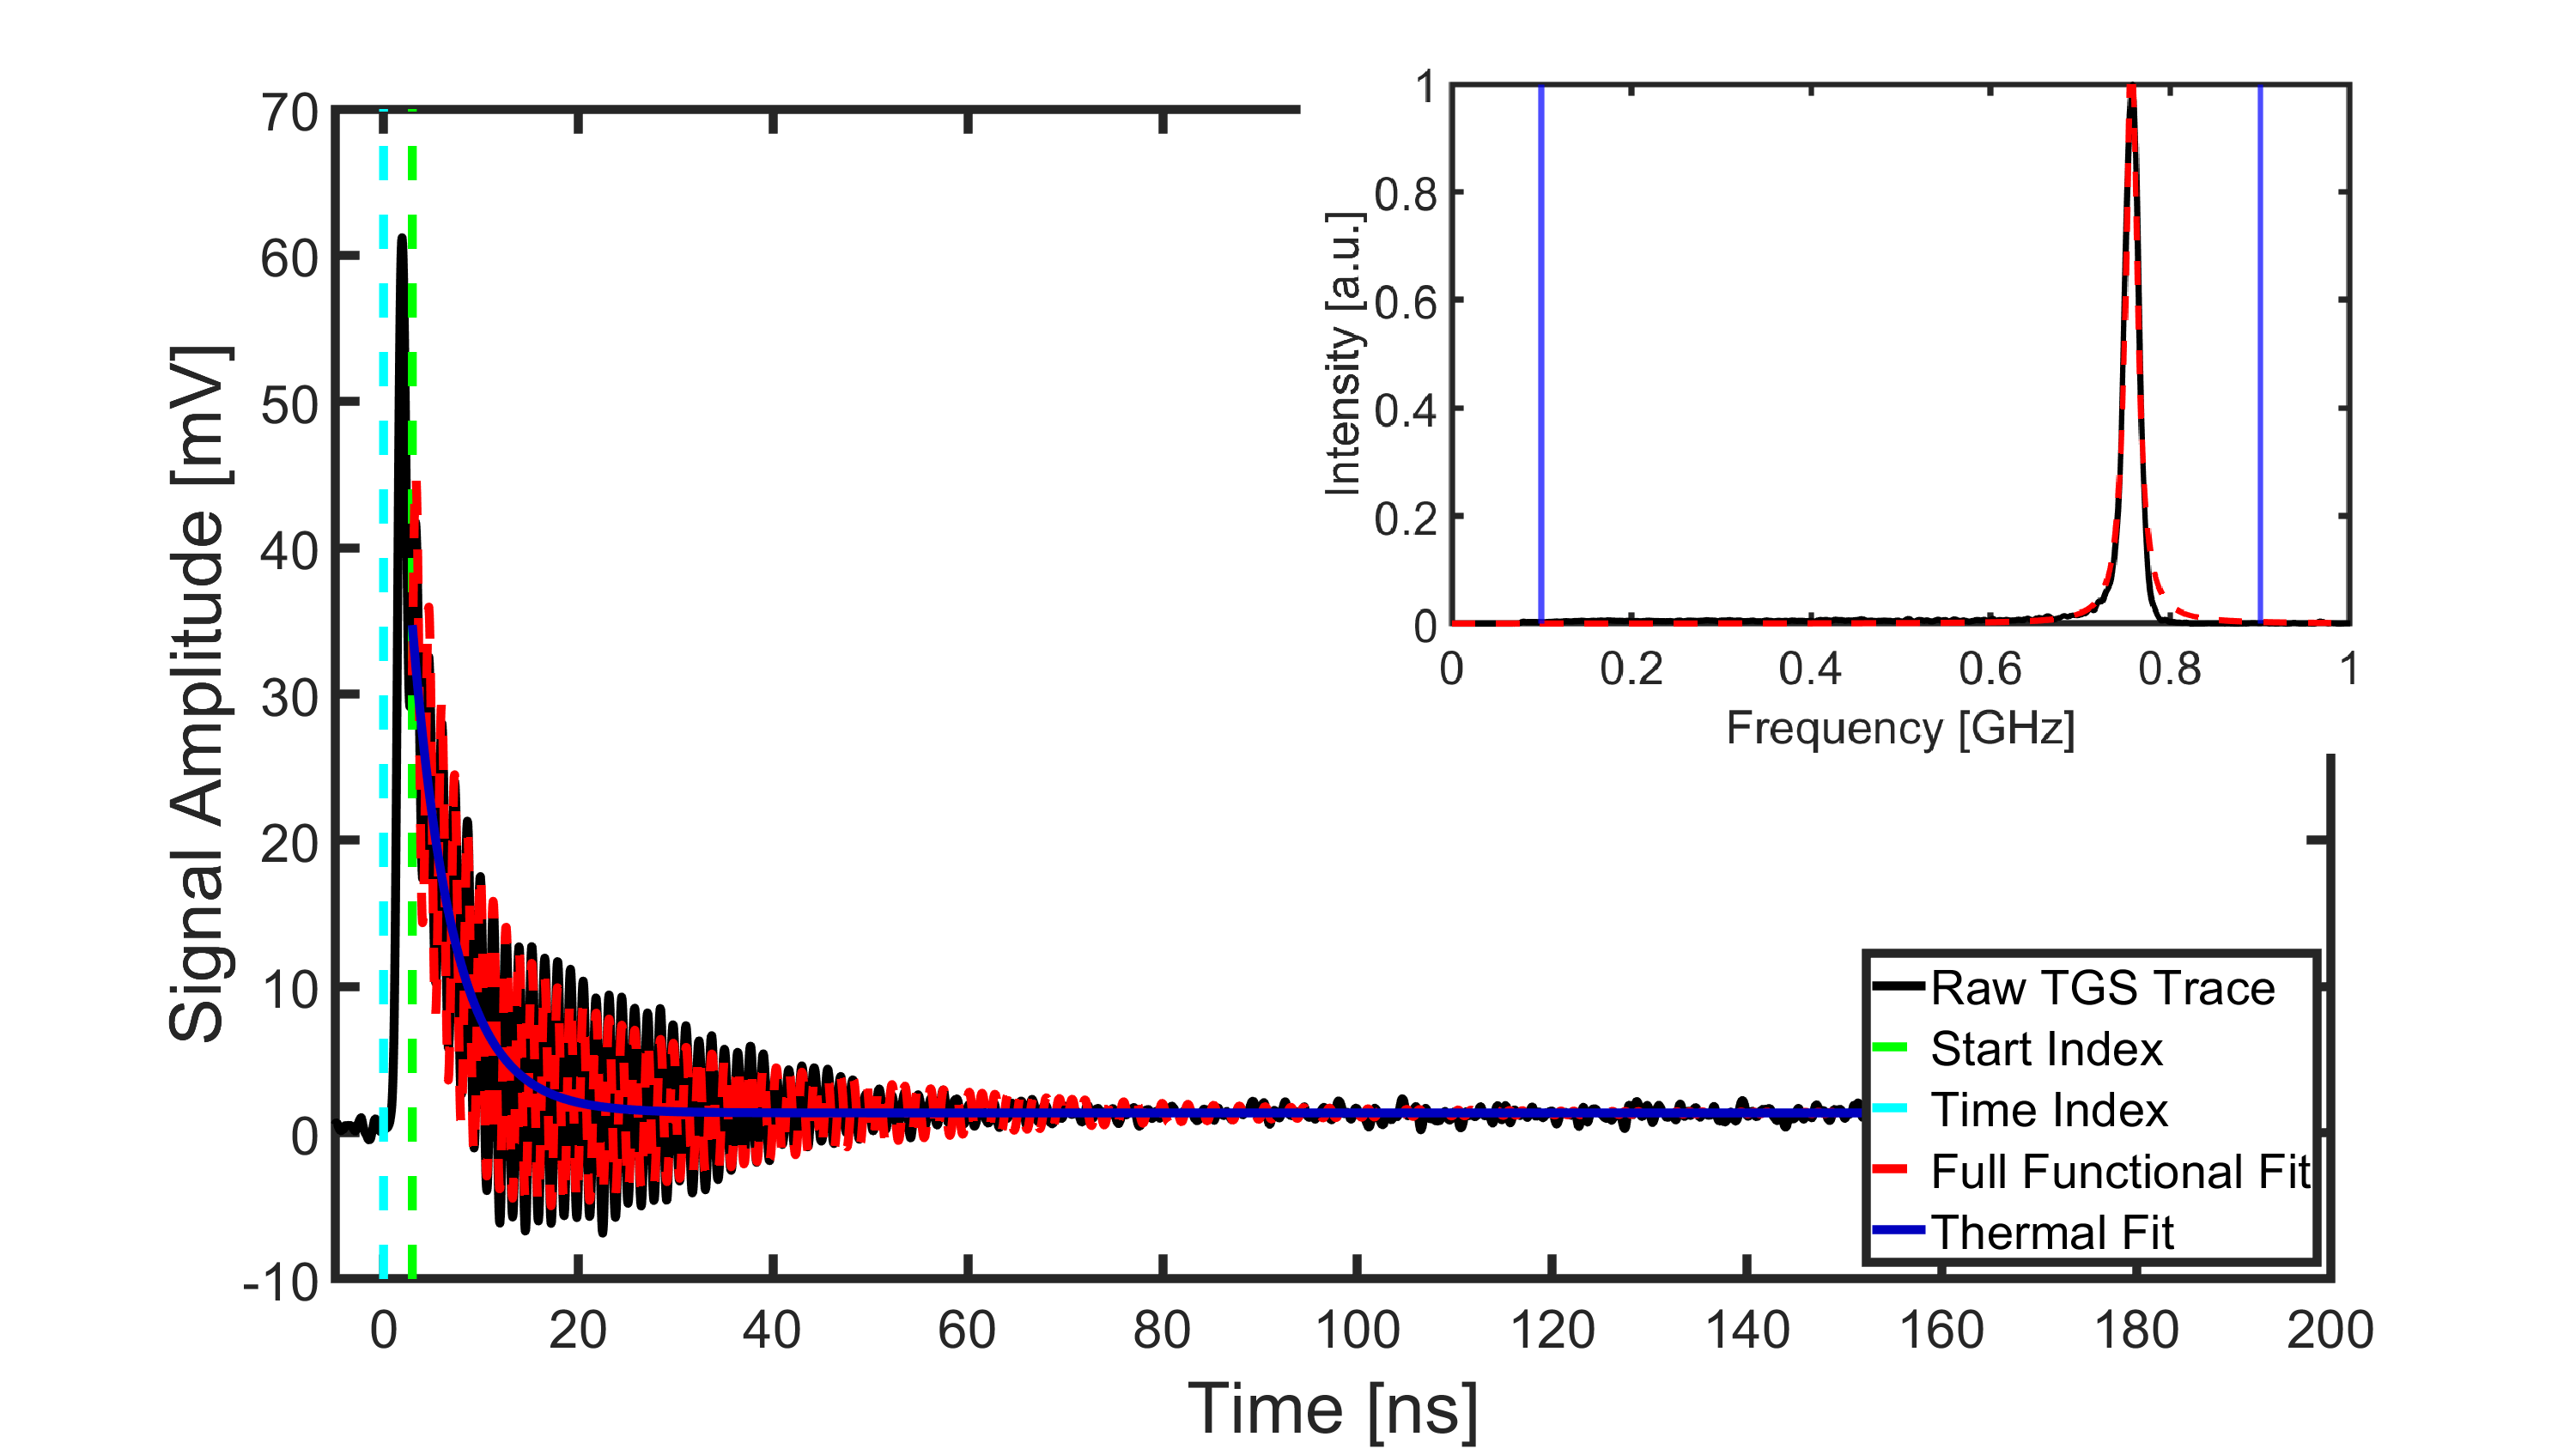 Signal Amplitude [mV]
70
60
50
40
30
20
10
0
-10
0 20 40 60 80 100 120 140 160 180 200
Time [ns]
Intensity [a.u.]
1
0.8
0.6
0.4
0.2
0
0 0.2 0.4 0.6 0.8 1
Frequency [GHz]
Raw TGS Trace
Start Index
Time Index
Full Functional Fit
Thermal Fit